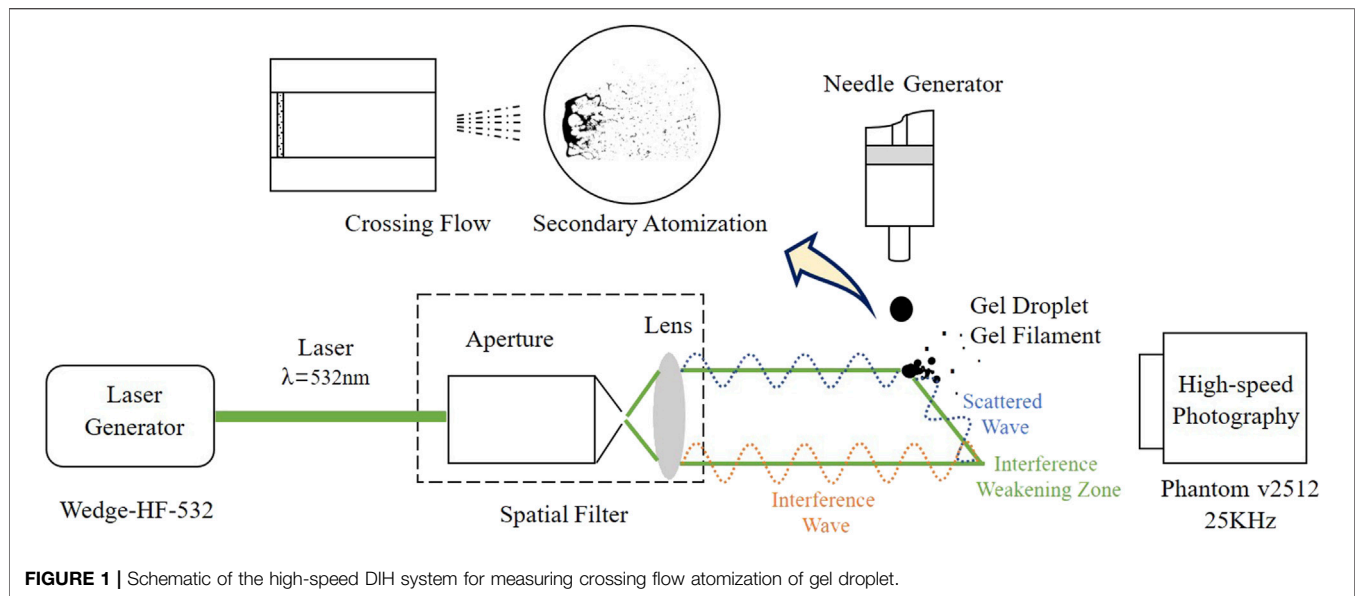 Needle Generator
Crossing Flow
Secondary Atomization
Gel Droplet
Gel Filament
Laser
λ=532nm
Aperture
Lens
Laser
Generator
High-speed
Photography
Scattered
Wave
Interference
Weakening Zone
Interference
Wave
Wedge-HF-532
Spatial Filter
Phantom v2512
25KHz
FIGURE 1 | Schematic of the high-speed DIH system for measuring crossing flow atomization of gel droplet.